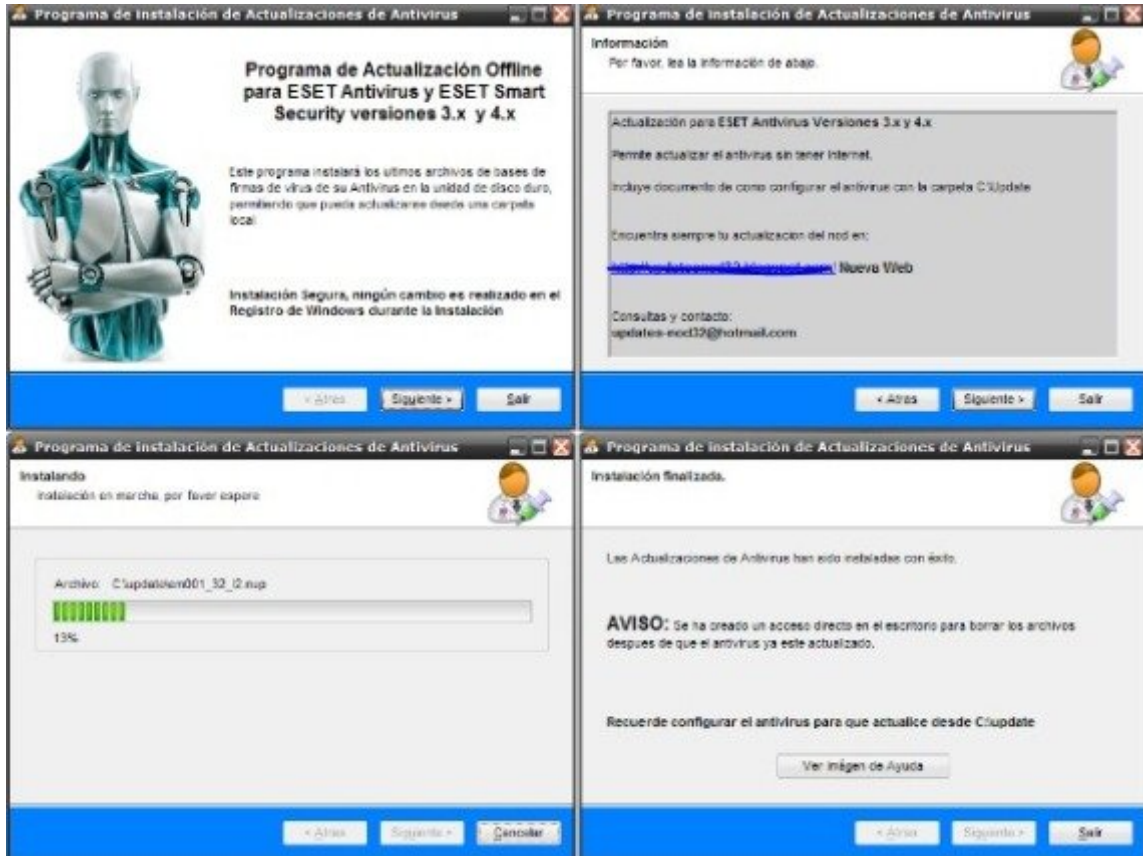 Programa de instalación de Actualizaciones de Antivirus
Programa de Actualización Offline
para ESET Antivirus y ESET Smart
Security versiones 3.x y 4.x
Este programa instalará los ultimos archivos de bases de
firmas de virus de su Antivirus en la unidad de disco duro,
permitiendo que pueda actualizarse desde una carpeta
local
Instalación Segura, ningún cambio es realizado en el
Registro de Windows durante la Instalación
< Atras
Siguiente >
Salir
Programa de instalación de Actualizaciones de Antivirus
Información
Por favor, lea la información de abajo.
Actualización para ESET Antivirus Versiones 3.x y 4.x
Permite actualizar el antivirus sin tener Internet.
Incluye documento de como configurar el antivirus con la carpeta C:\Update
Encuentra siempre tu actualizacion del nod en:
Nueva Web
Consultas y contacto:
updates-nod32@hotmail.com
< Atras
Siguiente >
Salir
Programa de instalación de Actualizaciones de Antivirus
Instalando
Instalación en marcha, por favor espere
Archivo: C:\update\em001_32_l2.nup
13%
< Atras
Siguiente >
Cancelar
Programa de instalación de Actualizaciones de Antivirus
Instalación finalizada.
Las Actualizaciones de Antivirus han sido instaladas con éxito.
AVISO: Se ha creado un acceso directo en el escritorio para borrar los archivos
despues de que el antivirus ya este actualizado.
Recuerde configurar el antivirus para que actualice desde C:\update
Ver imágen de Ayuda
< Atras
Siguiente >
Salir